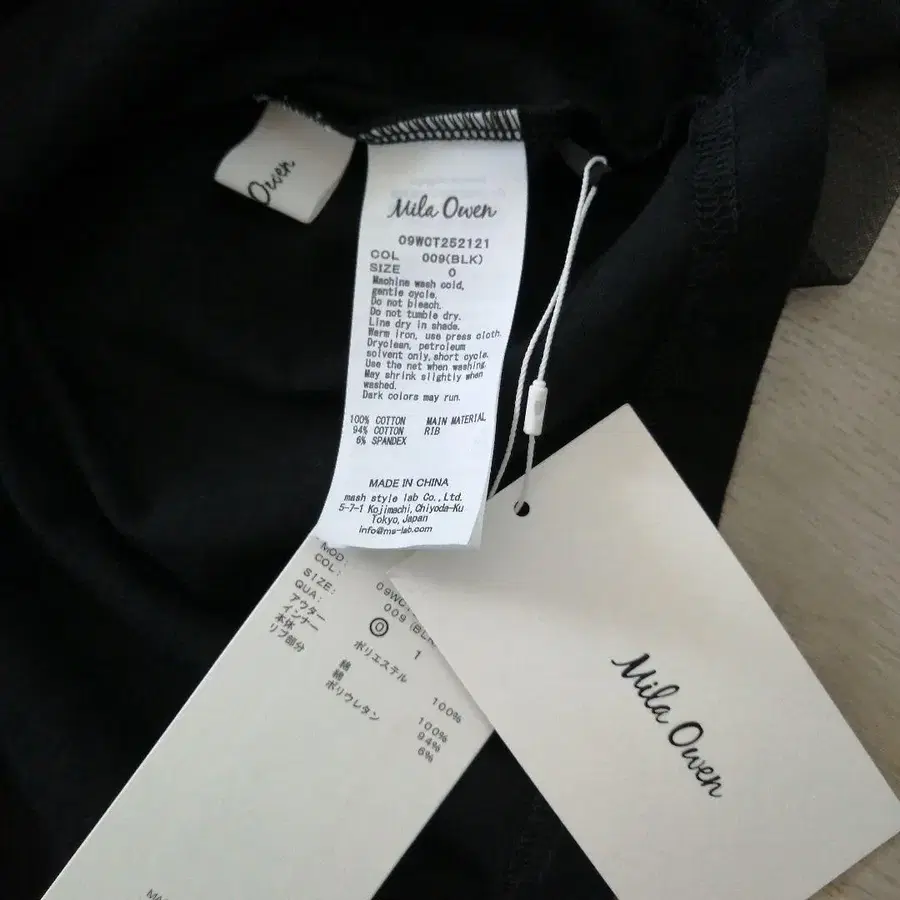 Owen
Mila Owen
09WCT252121
COL 009(BLK)
SIZE 0
Machine wash cold,
gentle cycle.
Do not bleach.
Do not tumble dry.
Line dry in shade.
Warm iron, use press cloth.
Dryclean, petroleum
solvent only, short cycle.
Use the net when washing.
May shrink slightly when
washed.
Dark colors may run.
100% COTTON MAIN MATERIAL
94% COTTON RIB
6% SPANDEX
MADE IN CHINA
mash style lab Co.,Ltd.
5-7-1 Kojimachi,Chiyoda-Ku
Tokyo,Japan
info@ms-lab.com
MOD:
COL: 09WCT
SIZE: 009 (BLK
QUA: 0 1
アウター ポリエステル 100%
インナー
本体 綿 100%
リブ部分 綿 94%
ポリウレタン 6%
Mila Owen